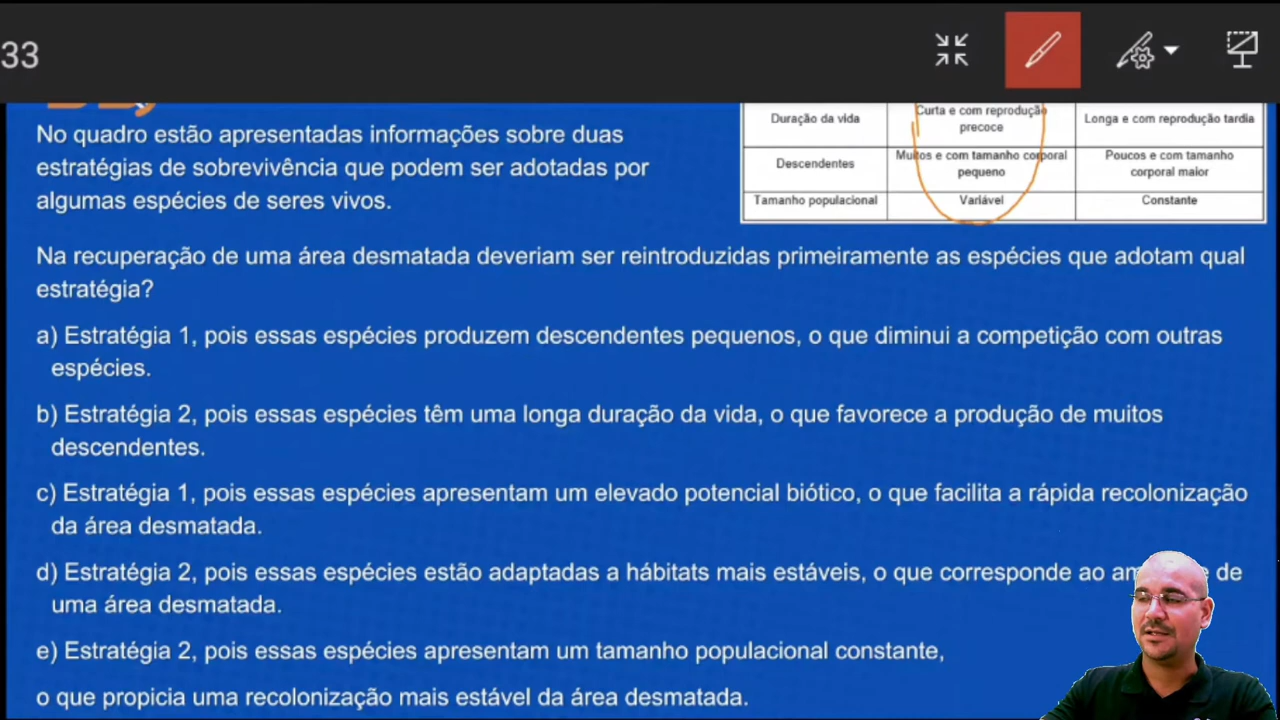 33
No quadro estão apresentadas informações sobre duas
estratégias de sobrevivência que podem ser adotadas por
algumas espécies de seres vivos.
Duração da vida
Curta e com reprodução
precoce
Longa e com reprodução tardia
Descendentes
Muitos e com tamanho corporal
pequeno
Poucos e com tamanho
corporal maior
Tamanho populacional
Variável
Constante
Na recuperação de uma área desmatada deveriam ser reintroduzidas primeiramente as espécies que adotam qual
estratégia?
a) Estratégia 1, pois essas espécies produzem descendentes pequenos, o que diminui a competição com outras
espécies.
b) Estratégia 2, pois essas espécies têm uma longa duração da vida, o que favorece a produção de muitos
descendentes.
c) Estratégia 1, pois essas espécies apresentam um elevado potencial biótico, o que facilita a rápida recolonização
da área desmatada.
d) Estratégia 2, pois essas espécies estão adaptadas a hábitats mais estáveis, o que corresponde ao de
uma área desmatada.
e) Estratégia 2, pois essas espécies apresentam um tamanho populacional constante,
o que propicia uma recolonização mais estável da área desmatada.